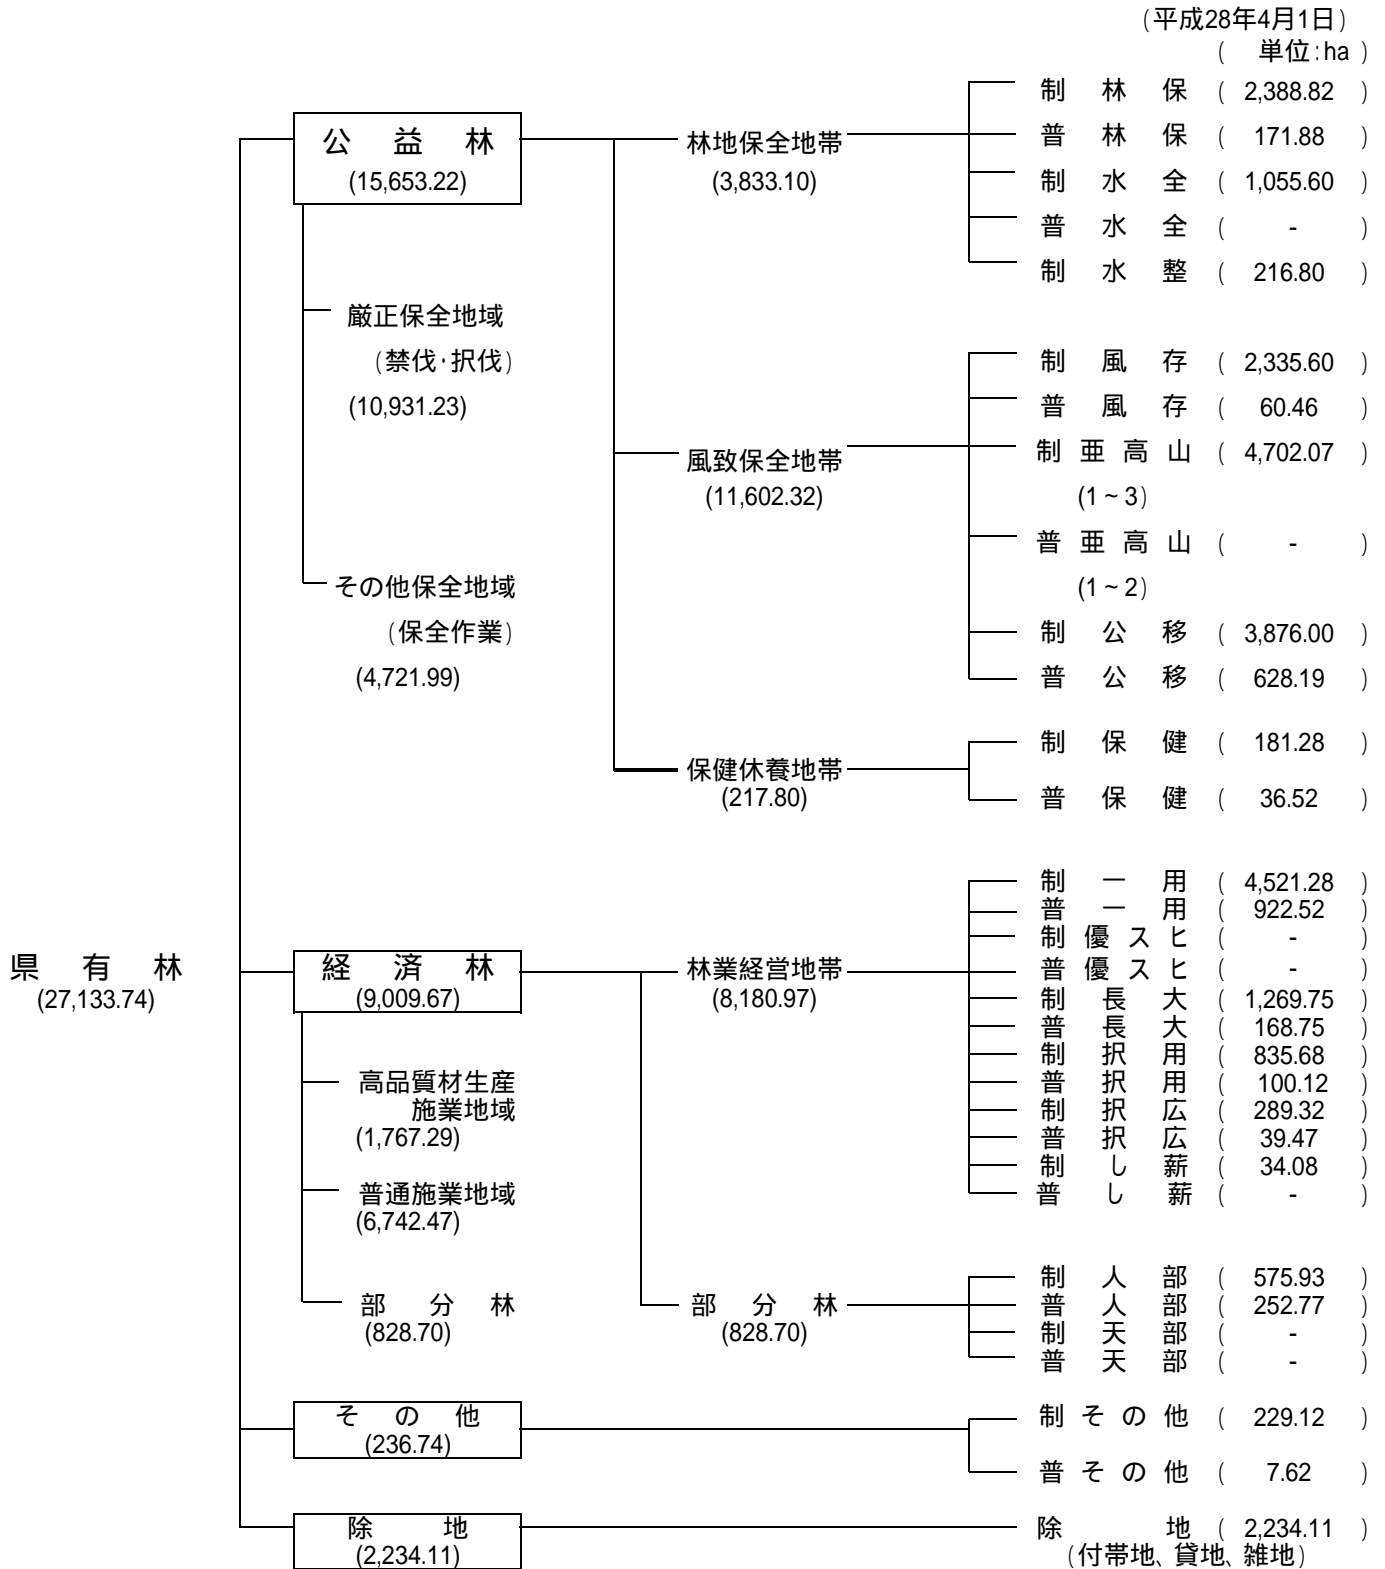 (平成28年4月1日)
( 単位:ha )
県 有 林
(27,133.74)
公 益 林
(15,653.22)
厳正保全地域
(禁伐・択伐)
(10,931.23)
その他保全地域
(保全作業)
(4,721.99)
林地保全地帯
(3,833.10)
制 林 保 ( 2,388.82 )
普 林 保 ( 171.88 )
制 水 全 ( 1,055.60 )
普 水 全 ( - )
制 水 整 ( 216.80 )
風致保全地帯
(11,602.32)
制 風 存 ( 2,335.60 )
普 風 存 ( 60.46 )
制 亜 高 山 ( 4,702.07 )
(1~3)
普 亜 高 山 ( - )
(1~2)
制 公 移 ( 3,876.00 )
普 公 移 ( 628.19 )
保健休養地帯
(217.80)
制 保 健 ( 181.28 )
普 保 健 ( 36.52 )
経 済 林
(9,009.67)
高品質材生産
施業地域
(1,767.29)
普通施業地域
(6,742.47)
部 分 林
(828.70)
林業経営地帯
(8,180.97)
制 一 用 ( 4,521.28 )
普 一 用 ( 922.52 )
制 優 ス ヒ ( - )
普 優 ス ヒ ( - )
制 長 大 ( 1,269.75 )
普 長 大 ( 168.75 )
制 択 用 ( 835.68 )
普 択 用 ( 100.12 )
制 択 広 ( 289.32 )
普 択 広 ( 39.47 )
制 し 薪 ( 34.08 )
普 し 薪 ( - )
部 分 林
(828.70)
制 人 部 ( 575.93 )
普 人 部 ( 252.77 )
制 天 部 ( - )
普 天 部 ( - )
そ の 他
(236.74)
制 そ の 他 ( 229.12 )
普 そ の 他 ( 7.62 )
除 地
(2,234.11)
除 地 ( 2,234.11 )
(付帯地、貸地、雑地)